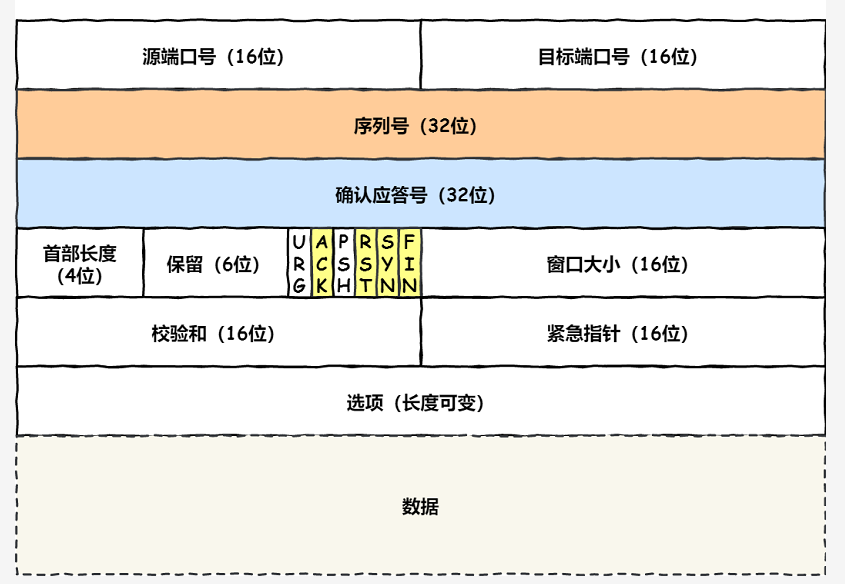 源端口号（16位）
目标端口号（16位）
序列号（32位）
确认应答号（32位）
首部长度
（4位）
保留（6位）
URG
ACK
PSH
RST
SYN
FIN
窗口大小（16位）
校验和（16位）
紧急指针（16位）
选项（长度可变）
数据